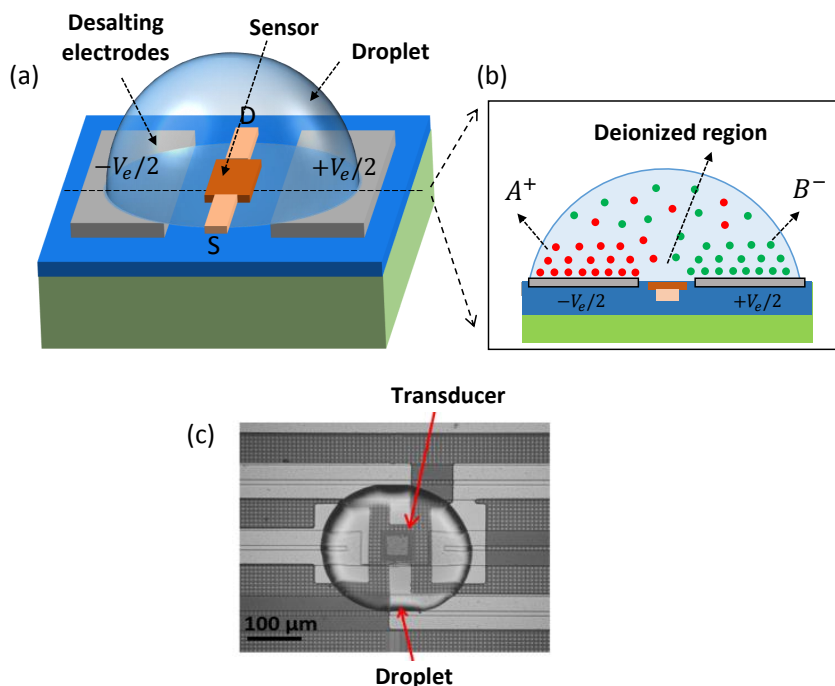 Desalting
electrodes
Sensor
Droplet
(a)
D
−V_e/2
+V_e/2
S
(b)
Deionized region
A⁺
B⁻
−V_e/2
+V_e/2
Transducer
(c)
100 µm
Droplet